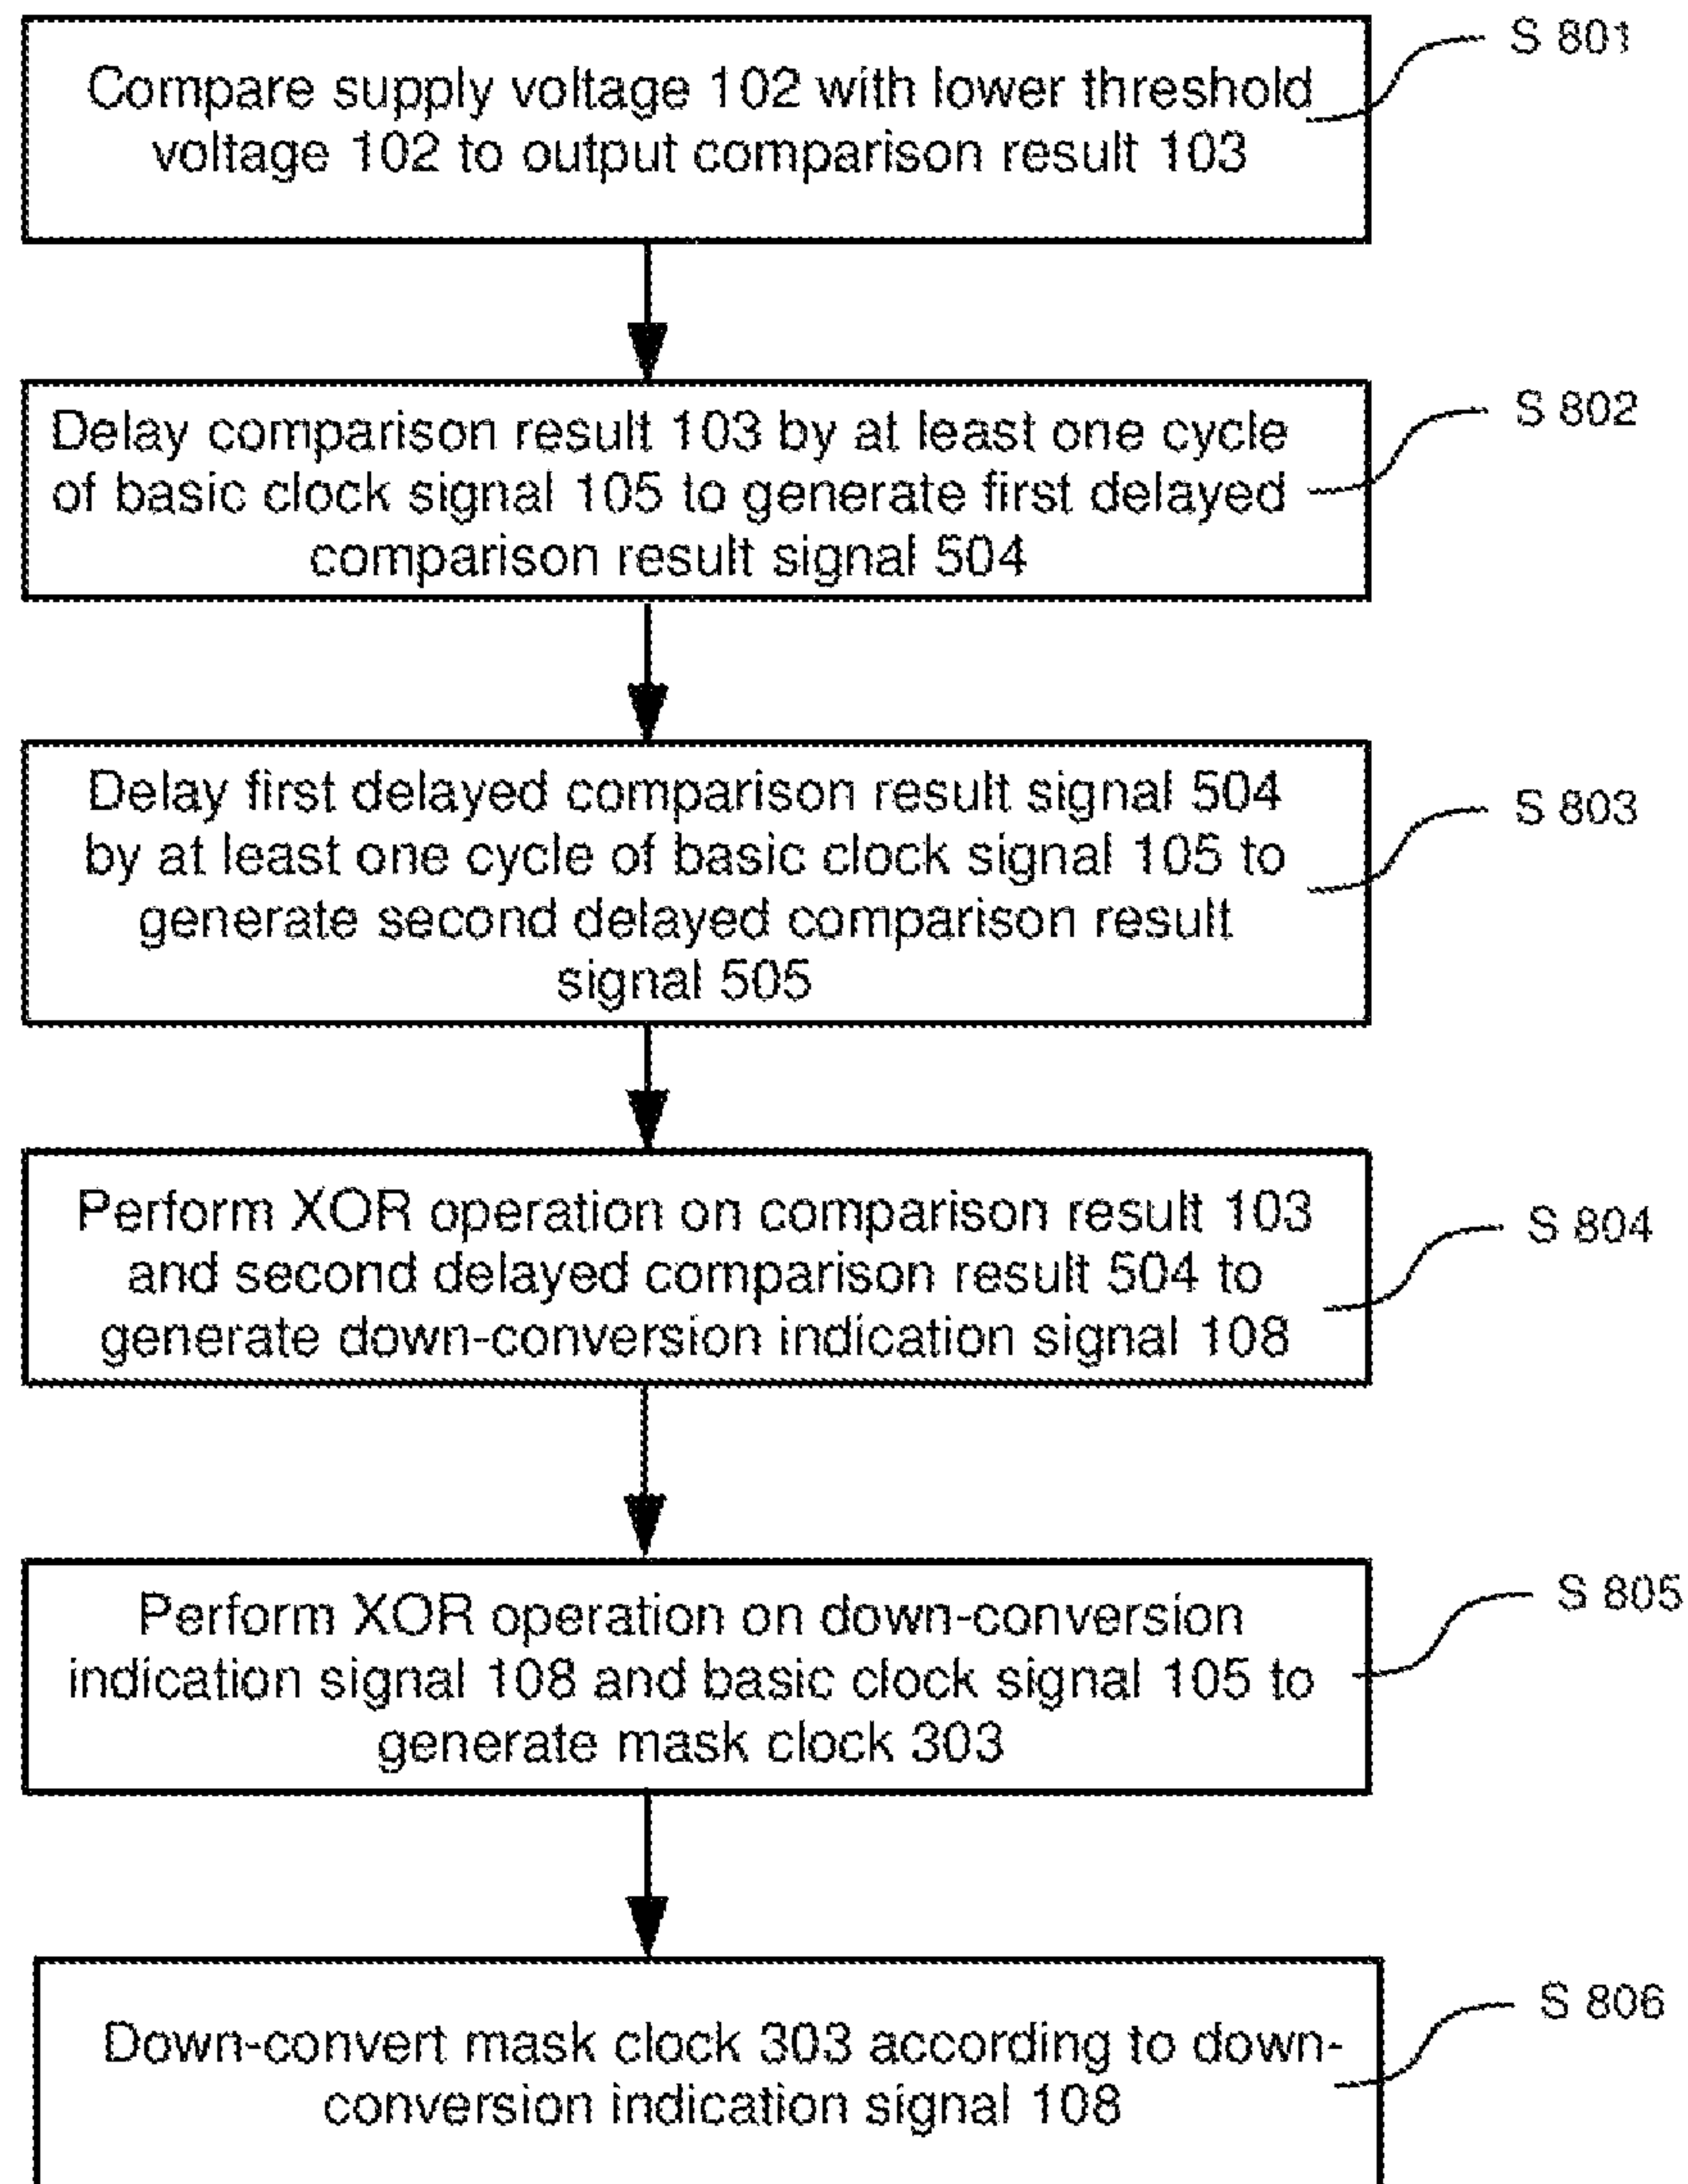 Compare supply voltage 102 with lower threshold
voltage 102 to output comparison result 103
S 801
Delay comparison result 103 by at least one cycle
of basic clock signal 105 to generate first delayed
comparison result signal 504
S 802
Delay first delayed comparison result signal 504
by at least one cycle of basic clock signal 105 to
generate second delayed comparison result
signal 505
S 803
Perform XOR operation on comparison result 103
and second delayed comparison result 504 to
generate down-conversion indication signal 108
S 804
Perform XOR operation on down-conversion
indication signal 108 and basic clock signal 105 to
generate mask clock 303
S 805
Down-convert mask clock 303 according to down-
conversion indication signal 108
S 806